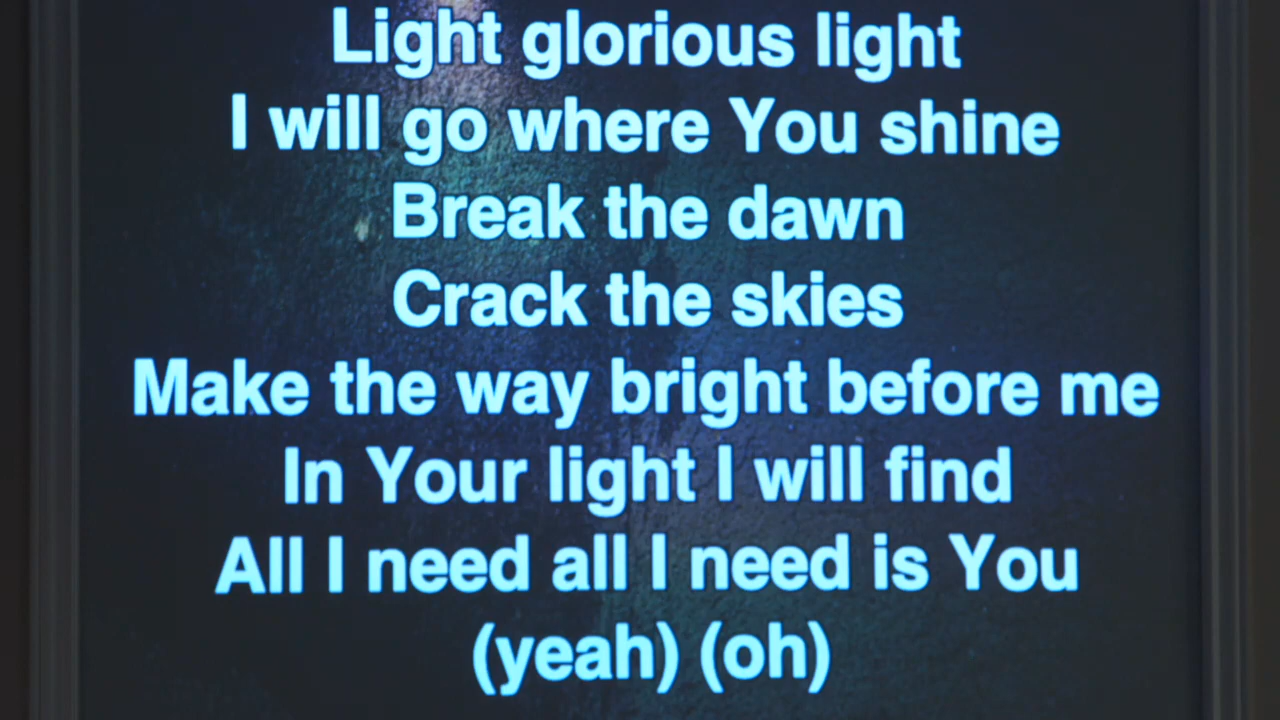 Light glorious light
I will go where You shine
Break the dawn
Crack the skies
Make the way bright before me
In Your light I will find
All I need all I need is You
(yeah) (oh)